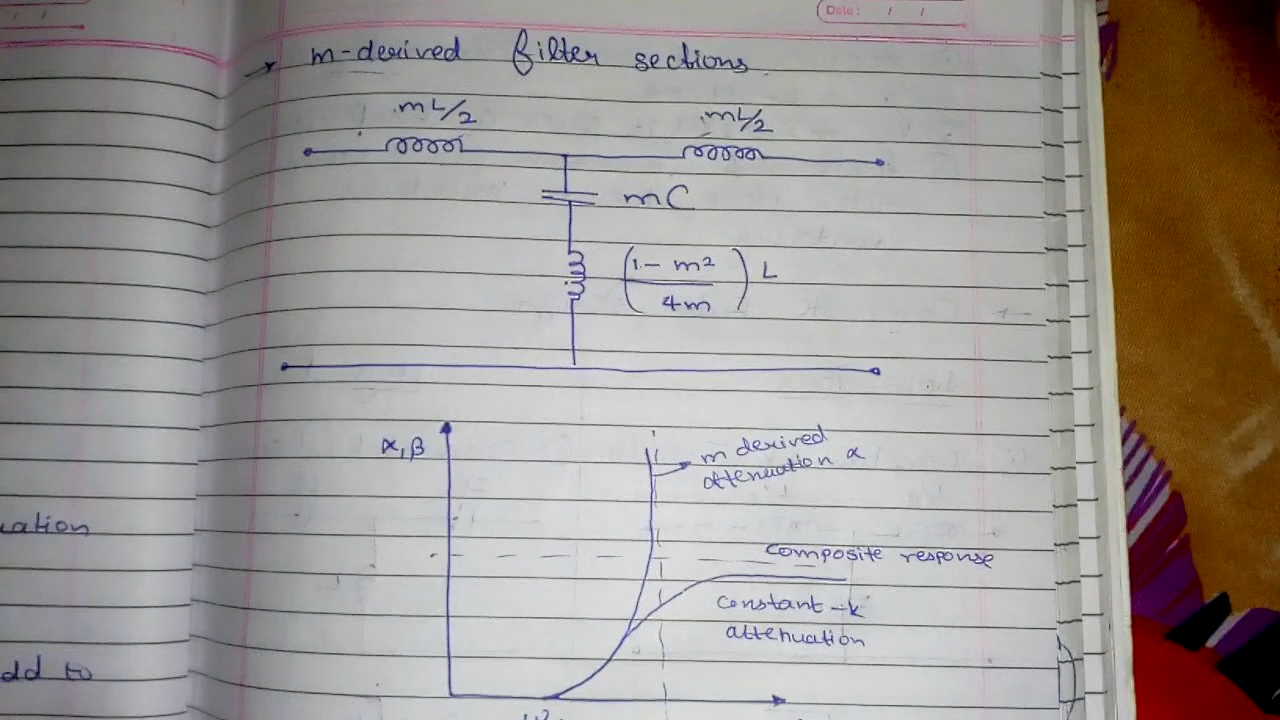 Date: / /
→ m-derived filter sections
mL/2 mL/2
mC
(1 - m²
4m) L
α, β
m derived
attenuation α
uation
composite response
constant - k
attenuation
dd to